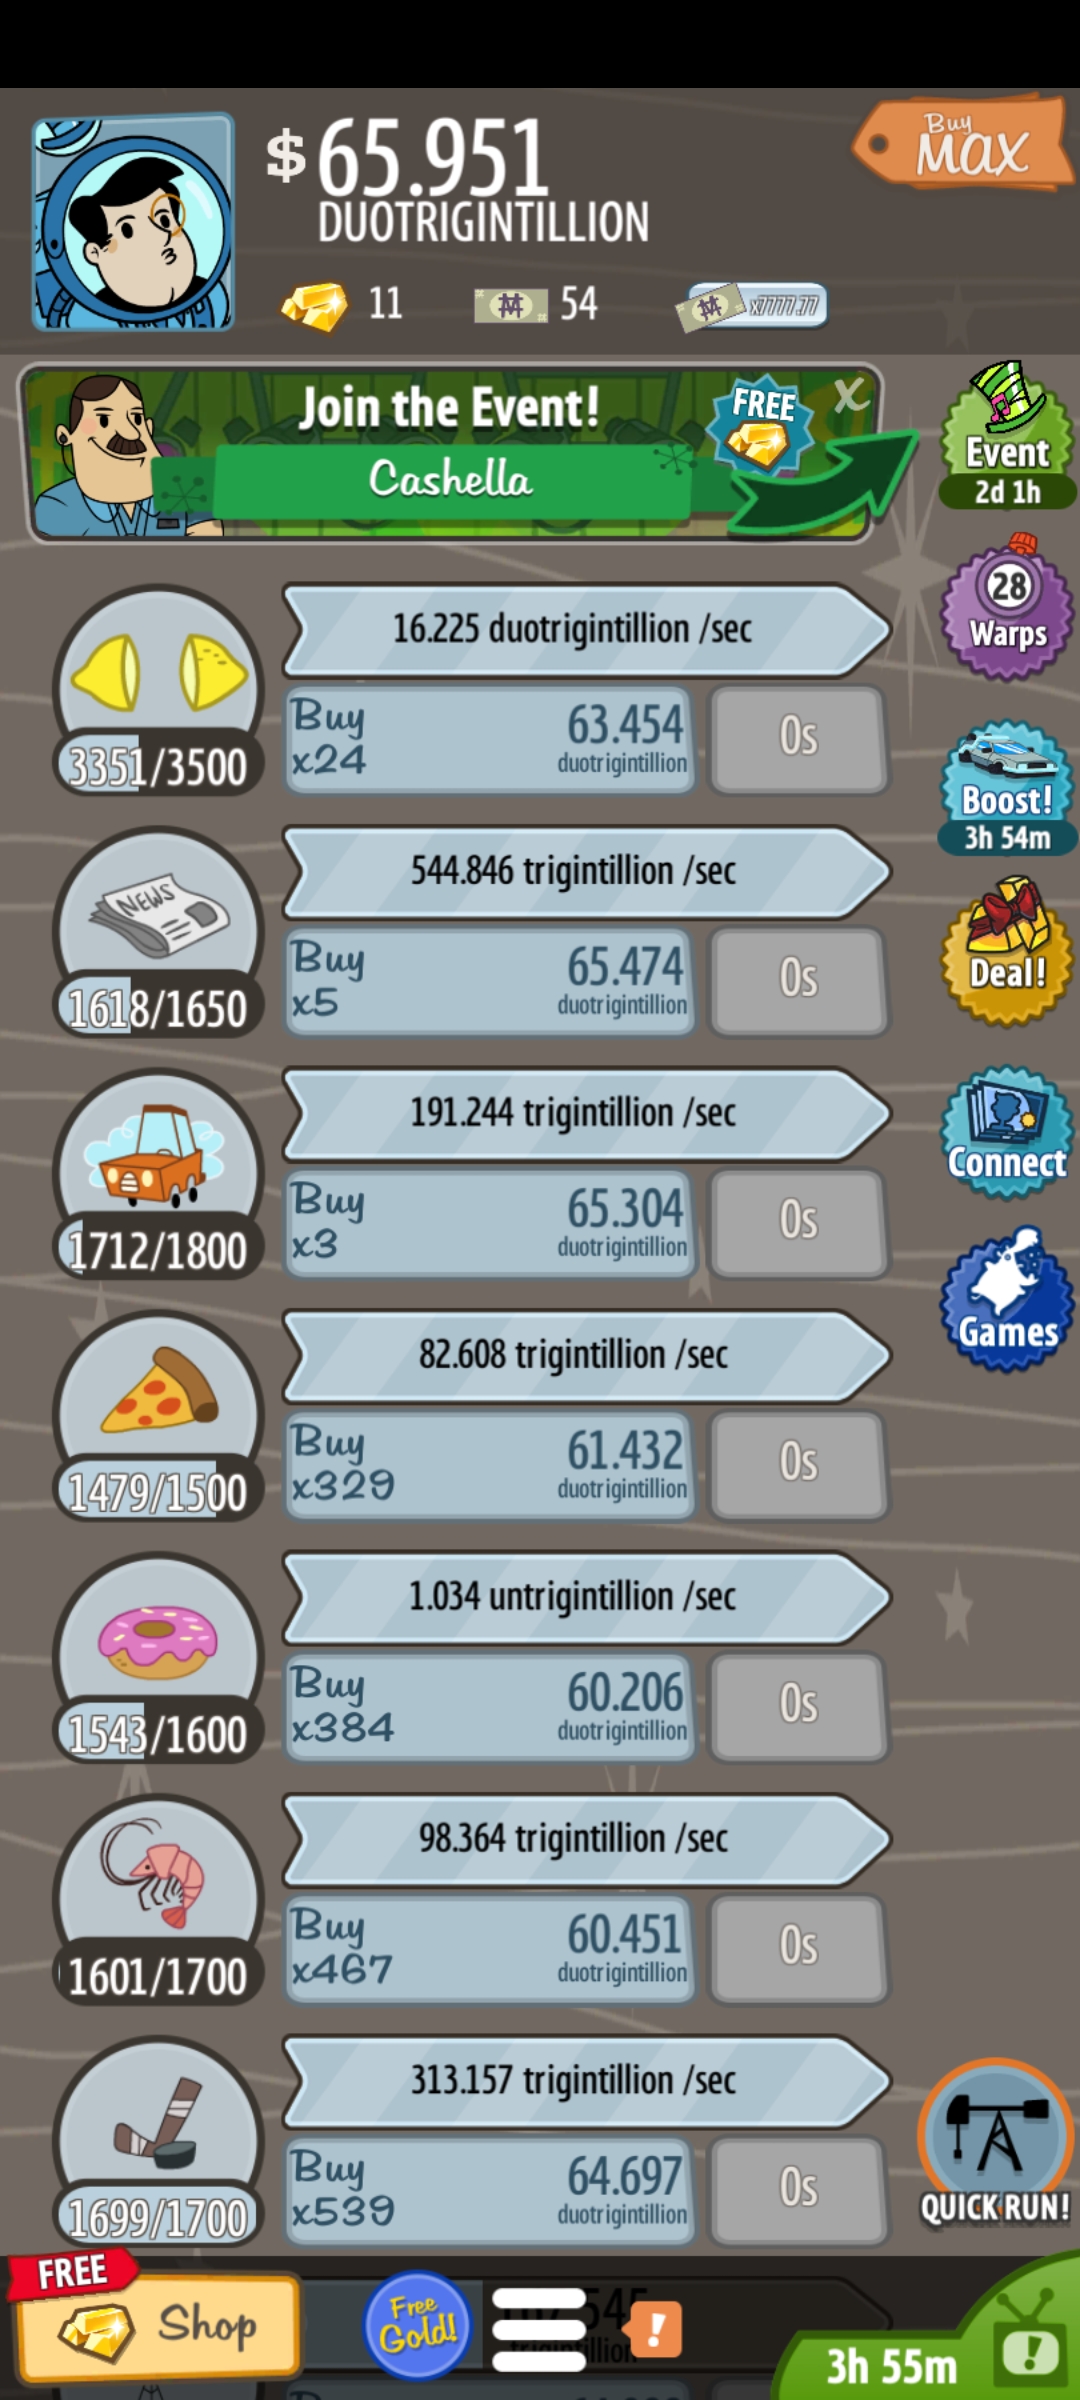 $65.951
DUOTRIGINTILLION
Buy
MAX
11
54
x7777.77
Join the Event!
Cashella
FREE
X
Event
2d 1h
28
Warps
Boost!
3h 54m
Deal!
Connect
Games
16.225 duotrigintillion /sec
Buy
x24
63.454
duotrigintillion
0s
3351/3500
544.846 trigintillion /sec
NEWS
Buy
x5
65.474
duotrigintillion
0s
1618/1650
191.244 trigintillion /sec
Buy
x3
65.304
duotrigintillion
0s
1712/1800
82.608 trigintillion /sec
Buy
x329
61.432
duotrigintillion
0s
1479/1500
1.034 untrigintillion /sec
Buy
x384
60.206
duotrigintillion
0s
1543/1600
98.364 trigintillion /sec
Buy
x467
60.451
duotrigintillion
0s
1601/1700
313.157 trigintillion /sec
Buy
x539
64.697
duotrigintillion
0s
1699/1700
QUICK RUN!
FREE
Shop
Free
Gold!
!
3h 55m
!